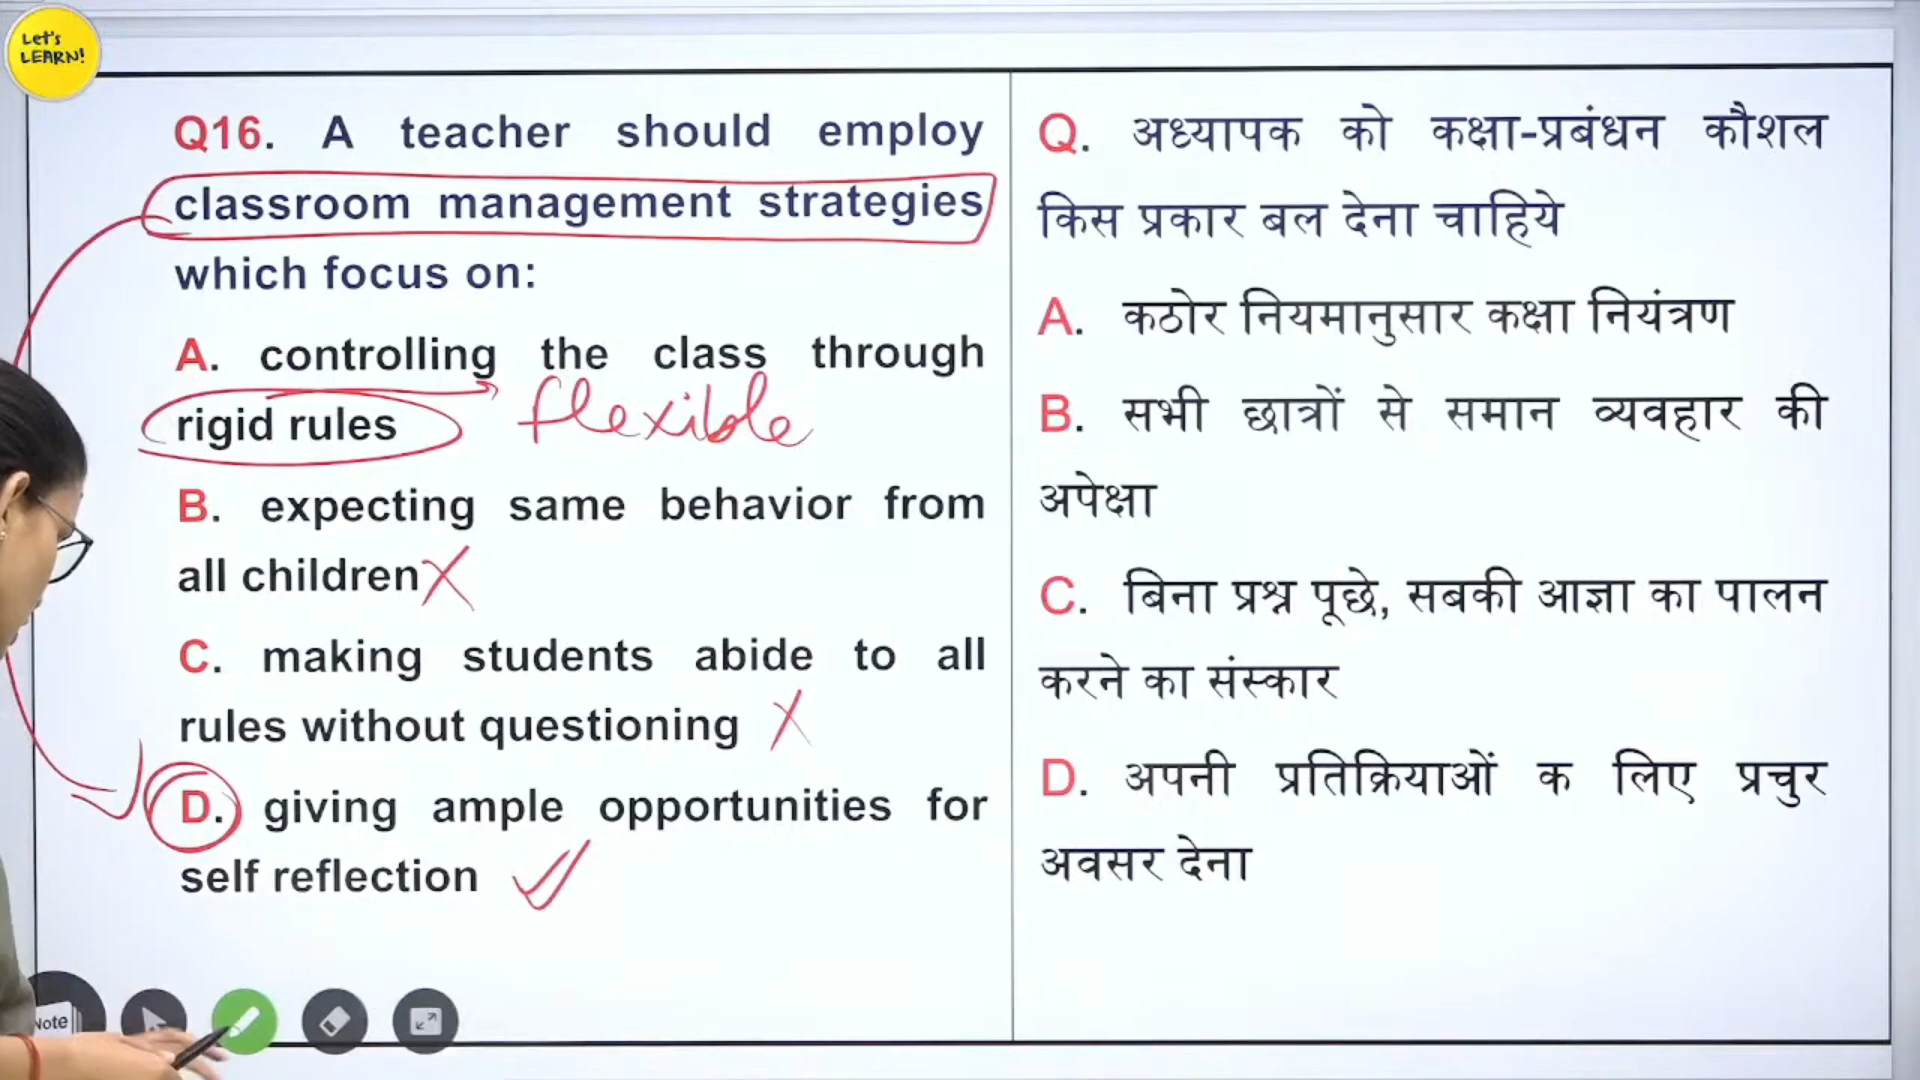 Let's
LEARN!
Q16. A teacher should employ
classroom management strategies
which focus on:
A. controlling the class through
rigid rules flexible
B. expecting same behavior from
all children
C. making students abide to all
rules without questioning
D. giving ample opportunities for
self reflection
Q. अध्यापक को कक्षा-प्रबंधन कौशल
किस प्रकार बल देना चाहिये
A. कठोर नियमानुसार कक्षा नियंत्रण
B. सभी छात्रों से समान व्यवहार की
अपेक्षा
C. बिना प्रश्न पूछे, सबकी आज्ञा का पालन
करने का संस्कार
D. अपनी प्रतिक्रियाओं क लिए प्रचुर
अवसर देना
Note